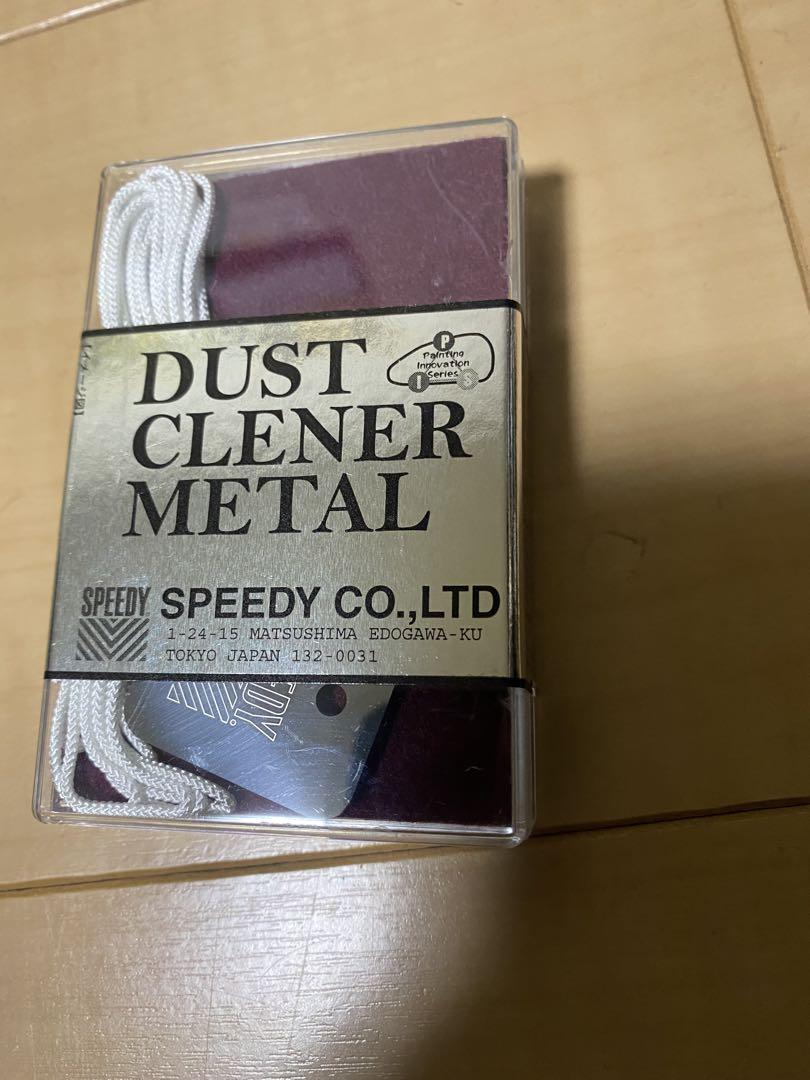 DUST
CLENER
METAL
P
Painting
Innovation
Series
I S
SPEEDY
SPEEDY CO.,LTD
1-24-15 MATSUSHIMA EDOGAWA-KU
TOKYO JAPAN 132-0031